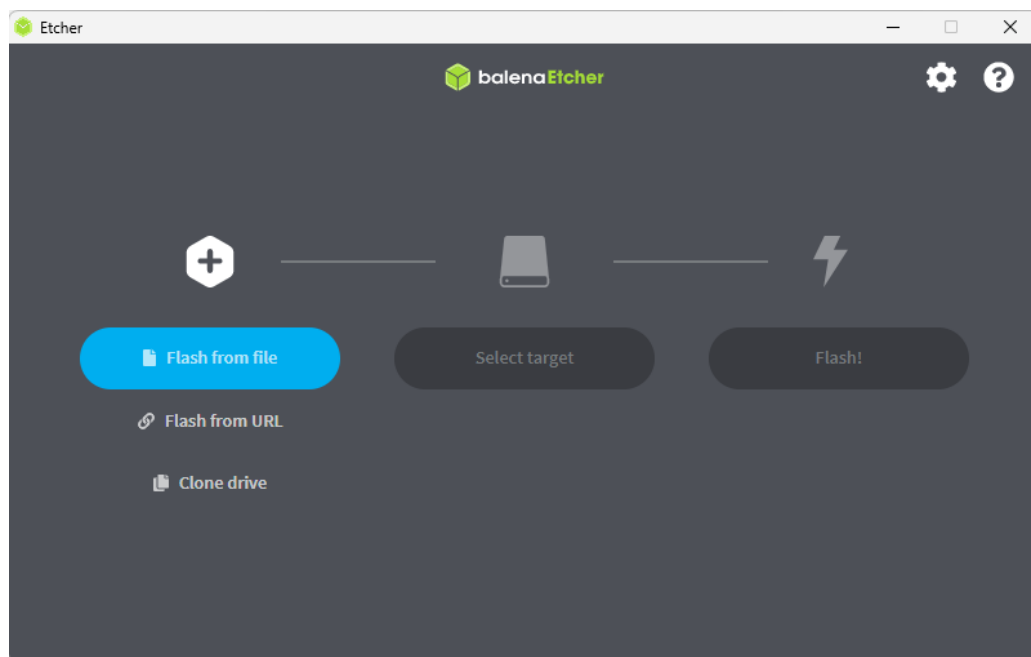 Etcher
balenaEtcher
Flash from file
Select target
Flash!
Flash from URL
Clone drive